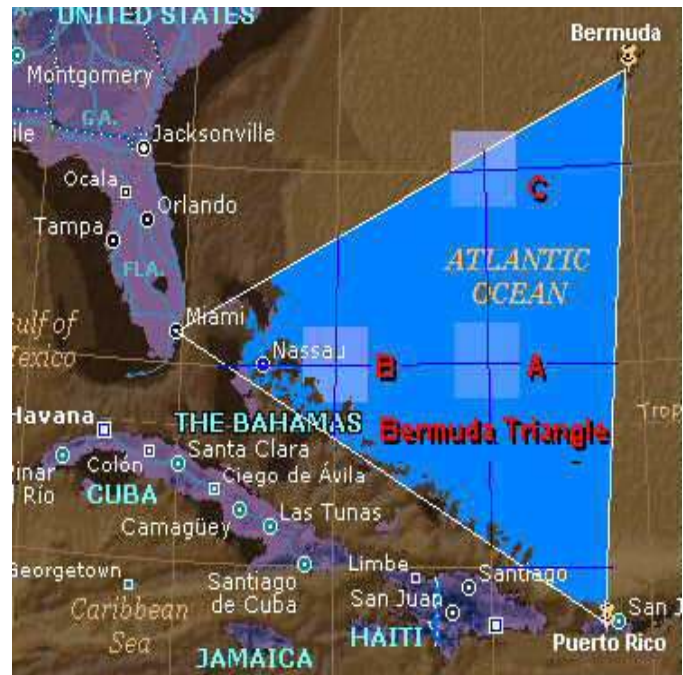 UNITED STATES
Bermuda
Montgomery
GA.
ile
Jacksonville
Ocala
C
Orlando
Tampa
FLA.
ATLANTIC
OCEAN
Miami
Gulf of
Mexico
Nassau
B
A
Havana
THE BAHAMAS
Bermuda Triangle
Trop
Colón
Santa Clara
Pinar
Río
Ciego de Ávila
CUBA
Camagüey
Las Tunas
Georgetown
Santiago
de Cuba
Limbe
Santiago
San Juan
San J
Caribbean
Sea
HAITI
Puerto Rico
JAMAICA